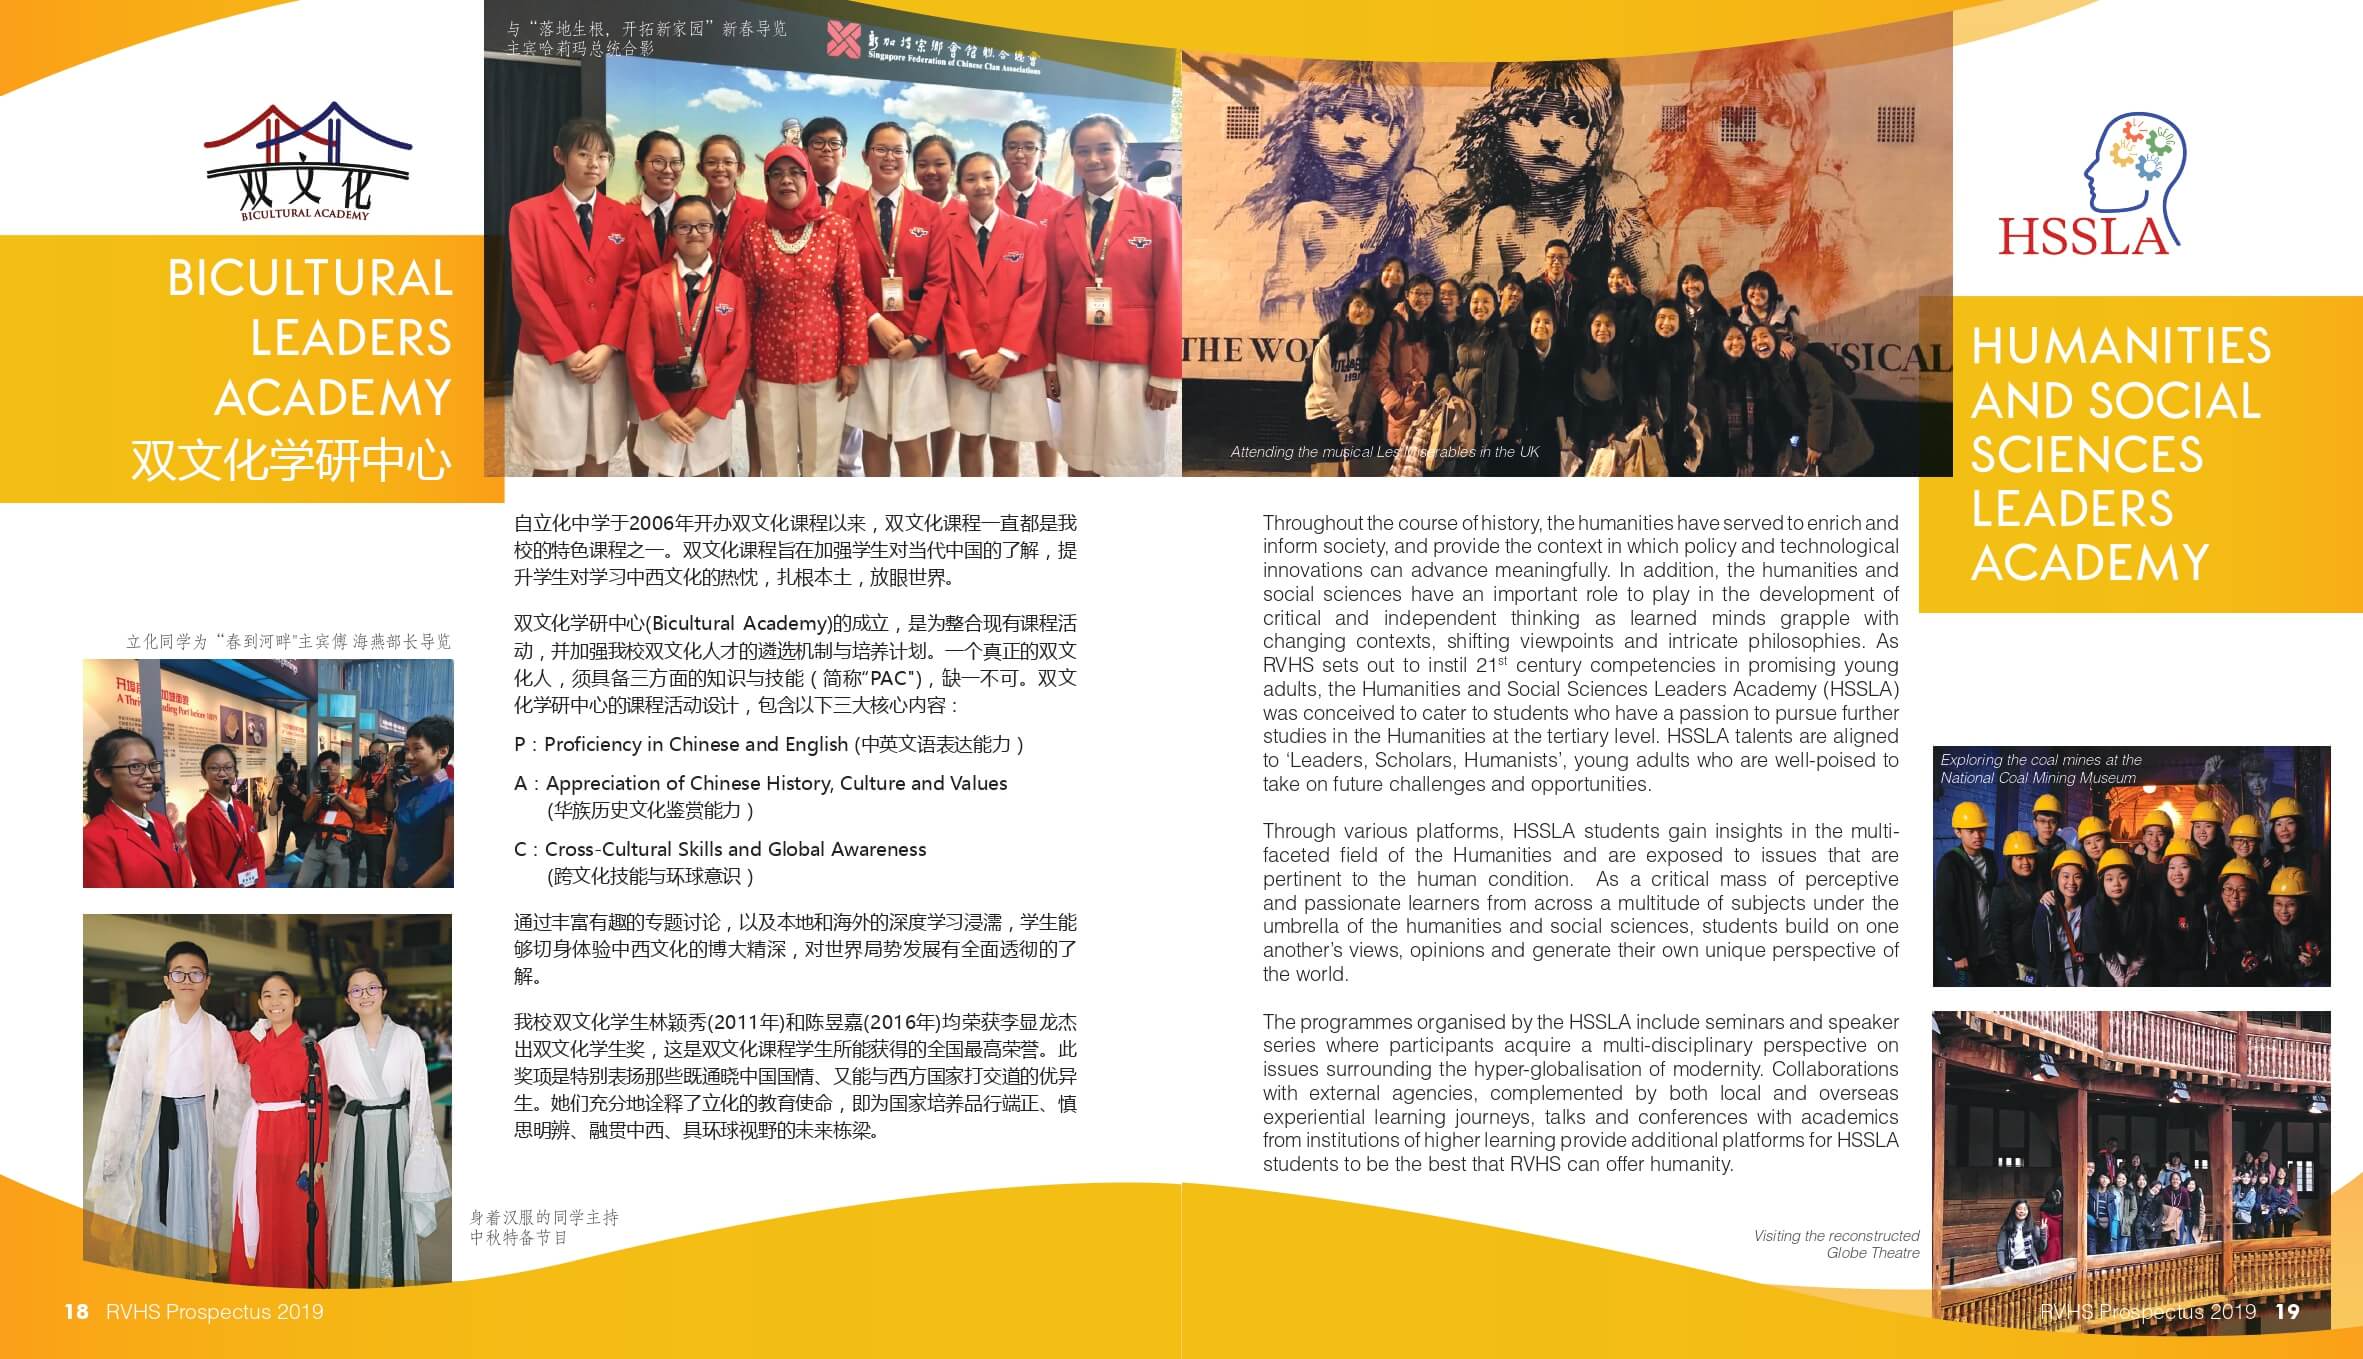 与“落地生根，开拓新家园”新春导览
主宾哈莉玛总统合影
新加坡宗乡会馆联合总会
Singapore Federation of Chinese Clan Associations
双文化
BICULTURAL ACADEMY
BICULTURAL
LEADERS
ACADEMY
双文化学研中心
自立化中学于2006年开办双文化课程以来，双文化课程一直都是我
校的特色课程之一。双文化课程旨在加强学生对当代中国的了解，提
升学生对学习中西文化的热忱，扎根本土，放眼世界。
双文化学研中心(Bicultural Academy)的成立，是为整合现有课程活
动，并加强我校双文化人才的遴选机制与培养计划。一个真正的双文
化人，须具备三方面的知识与技能（简称“PAC"），缺一不可。双文
化学研中心的课程活动设计，包含以下三大核心内容：
P : Proficiency in Chinese and English (中英文语表达能力）
A : Appreciation of Chinese History, Culture and Values
(华族历史文化鉴赏能力）
C : Cross-Cultural Skills and Global Awareness
(跨文化技能与环球意识）
通过丰富有趣的专题讨论，以及本地和海外的深度学习浸濡，学生能
够切身体验中西文化的博大精深，对世界局势发展有全面透彻的了
解。
我校双文化学生林颖秀(2011年)和陈昱嘉(2016年)均荣获李显龙杰
出双文化学生奖，这是双文化课程学生所能获得的全国最高荣誉。此
奖项是特别表扬那些既通晓中国国情、又能与西方国家打交道的优异
生。她们充分地诠释了立化的教育使命，即为国家培养品行端正、慎
思明辨、融贯中西、具环球视野的未来栋梁。
立化同学为“春到河畔"主宾傅海燕部长导览
A Thriving Trading Port before 1819
身着汉服的同学主持
中秋特备节目
18 RVHS Prospectus 2019
THE WO
SICAL
Attending the musical Les Miserables in the UK
HSSLA
HUMANITIES
AND SOCIAL
SCIENCES
LEADERS
ACADEMY
Throughout the course of history, the humanities have served to enrich and
inform society, and provide the context in which policy and technological
innovations can advance meaningfully. In addition, the humanities and
social sciences have an important role to play in the development of
critical and independent thinking as learned minds grapple with
changing contexts, shifting viewpoints and intricate philosophies. As
RVHS sets out to instil 21st century competencies in promising young
adults, the Humanities and Social Sciences Leaders Academy (HSSLA)
was conceived to cater to students who have a passion to pursue further
studies in the Humanities at the tertiary level. HSSLA talents are aligned
to ‘Leaders, Scholars, Humanists’, young adults who are well-poised to
take on future challenges and opportunities.
Through various platforms, HSSLA students gain insights in the multi-
faceted field of the Humanities and are exposed to issues that are
pertinent to the human condition. As a critical mass of perceptive
and passionate learners from across a multitude of subjects under the
umbrella of the humanities and social sciences, students build on one
another’s views, opinions and generate their own unique perspective of
the world.
The programmes organised by the HSSLA include seminars and speaker
series where participants acquire a multi-disciplinary perspective on
issues surrounding the hyper-globalisation of modernity. Collaborations
with external agencies, complemented by both local and overseas
experiential learning journeys, talks and conferences with academics
from institutions of higher learning provide additional platforms for HSSLA
students to be the best that RVHS can offer humanity.
Exploring the coal mines at the
National Coal Mining Museum
Visiting the reconstructed
Globe Theatre
RVHS Prospectus 2019 19